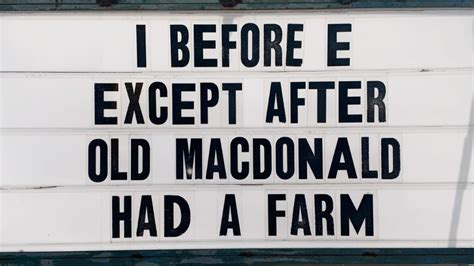 I BEFORE E
EXCEPT AFTER
OLD MACDONALD
HAD A FARM